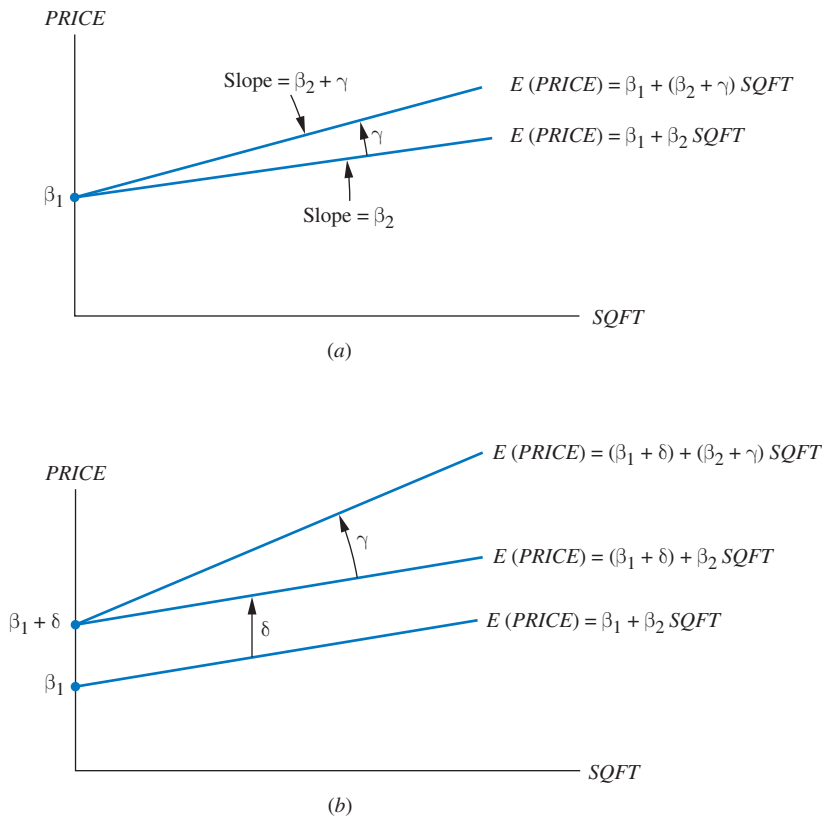 PRICE
Slope = β₂ + γ
E (PRICE) = β₁ + (β₂ + γ) SQFT
γ
E (PRICE) = β₁ + β₂ SQFT
β₁
Slope = β₂
SQFT
(a)
E (PRICE) = (β₁ + δ) + (β₂ + γ) SQFT
PRICE
γ
E (PRICE) = (β₁ + δ) + β₂ SQFT
β₁ + δ
δ
E (PRICE) = β₁ + β₂ SQFT
β₁
SQFT
(b)